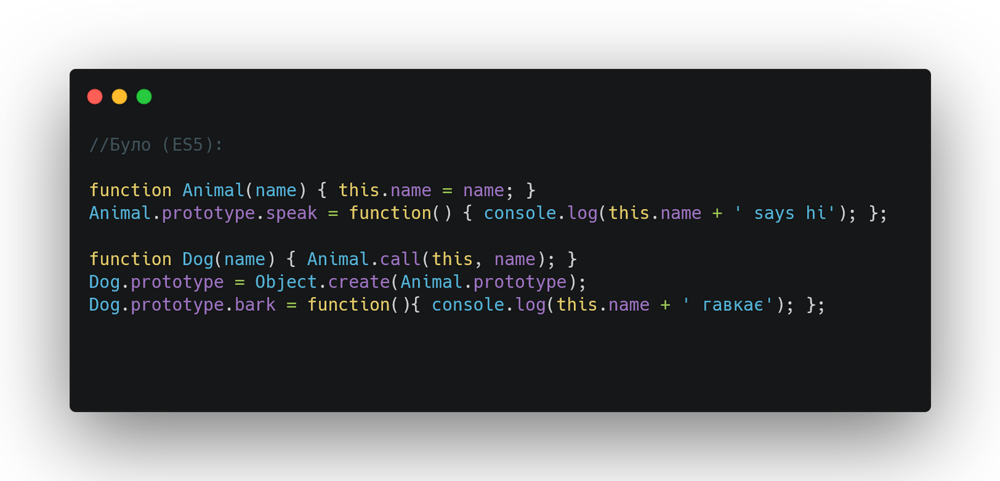 //Було (ES5):
function Animal(name) { this.name = name; }
Animal.prototype.speak = function() { console.log(this.name + ' says hi'); };
function Dog(name) { Animal.call(this, name); }
Dog.prototype = Object.create(Animal.prototype);
Dog.prototype.bark = function(){ console.log(this.name + ' гавкає'); };